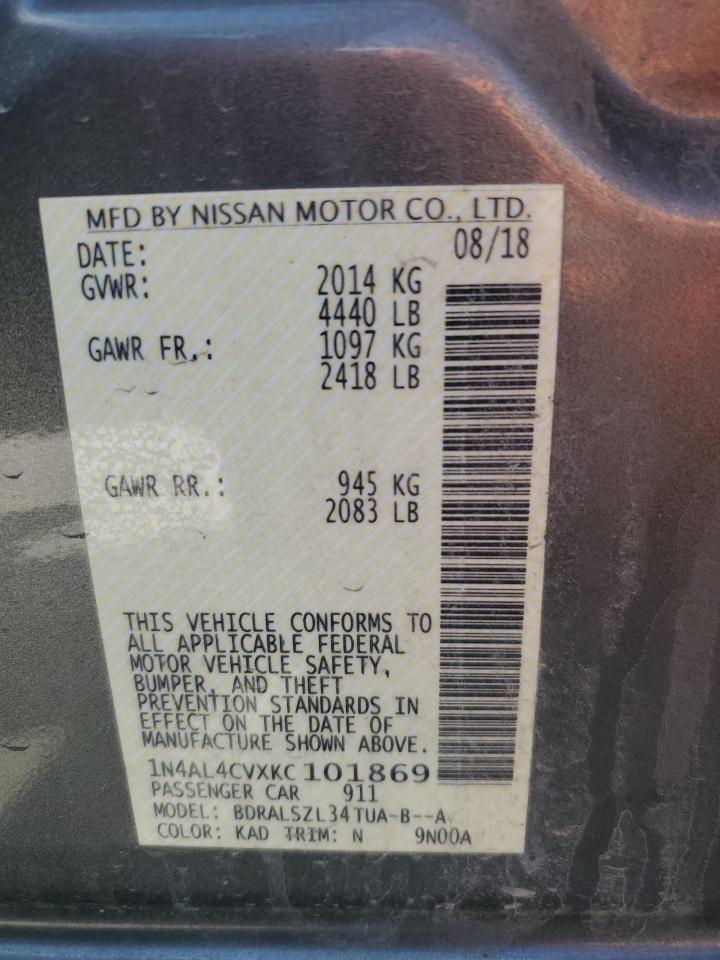 MFD BY NISSAN MOTOR CO., LTD.
DATE: 08/18
GVWR: 2014 KG
4440 LB
GAWR FR.: 1097 KG
2418 LB
GAWR RR.: 945 KG
2083 LB
THIS VEHICLE CONFORMS TO
ALL APPLICABLE FEDERAL
MOTOR VEHICLE SAFETY,
BUMPER, AND THEFT
PREVENTION STANDARDS IN
EFFECT ON THE DATE OF
MANUFACTURE SHOWN ABOVE.
1N4AL4CVXKC101869
PASSENGER CAR 911
MODEL: BDRALSZL34TUA-B--A
COLOR: KAD TRIM: N 9N00A